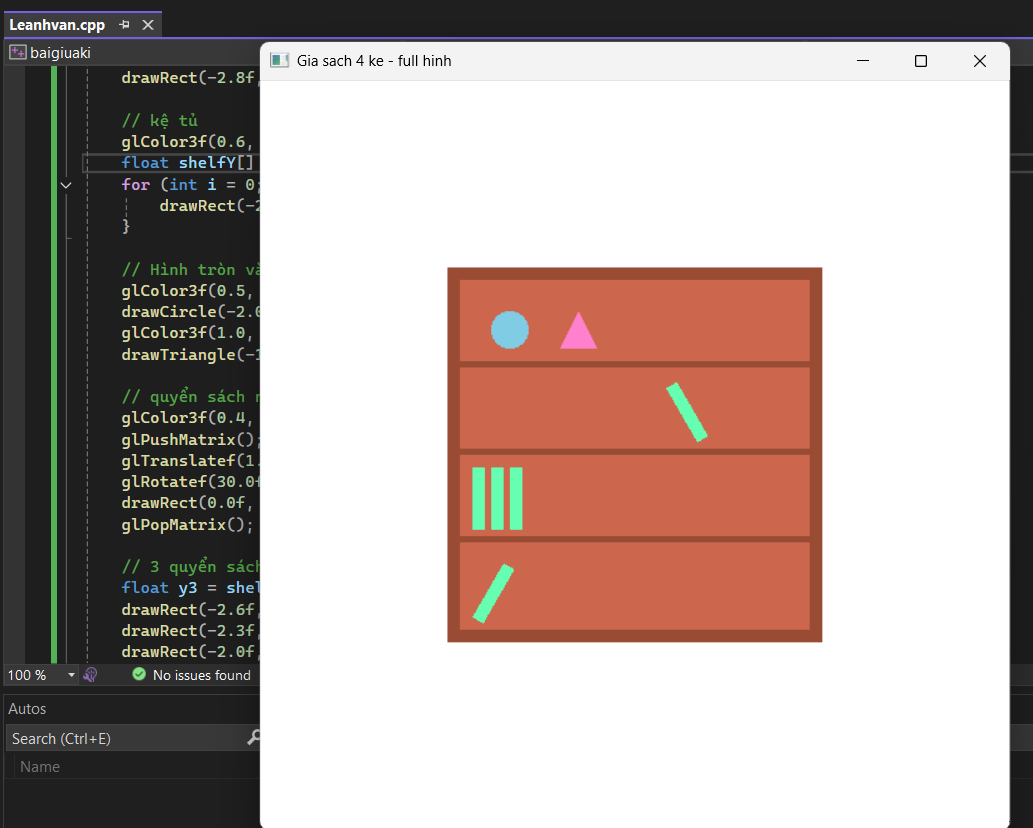 Leanhvan.cpp
baigiuaki
Gia sach 4 ke - full hinh
drawRect(-2.8f,
// kệ tủ
glColor3f(0.6,
float shelfY[]
for (int i = 0;
drawRect(-2
}
// Hình tròn và
glColor3f(0.5,
drawCircle(-2.0
glColor3f(1.0,
drawTriangle(-1
// quyển sách n
glColor3f(0.4,
glPushMatrix();
glTranslatef(1.
glRotatef(30.0f
drawRect(0.0f,
glPopMatrix();
// 3 quyển sách
float y3 = shel
drawRect(-2.6f,
drawRect(-2.3f,
drawRect(-2.0f,
100 %
No issues found
Autos
Search (Ctrl+E)
Name